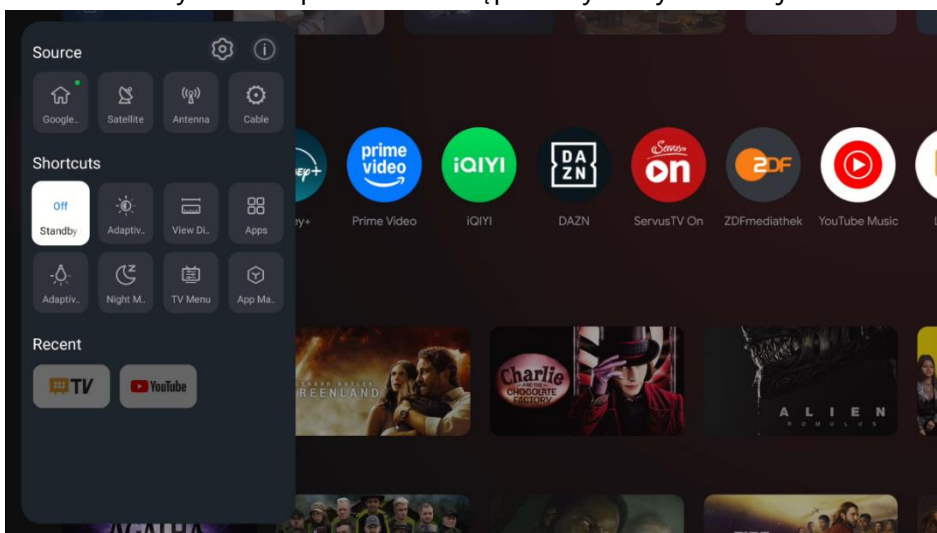 Source
Google..
Satellite
Antenna
Cable
Shortcuts
Off
Standby
Adaptiv..
View Di..
Apps
Adaptiv..
Night M..
TV Menu
App Ma..
Recent
TV
YouTube
prime
video
iQIYI
DA
ZN
Servus
on
ZDF
Prime Video
iQIYI
DAZN
ServusTV On
ZDFmediathek
YouTube Music
Charlie
AND THE
CHOCOLATE
FACTORY
ALIEN
ROMULUS
AGATHA